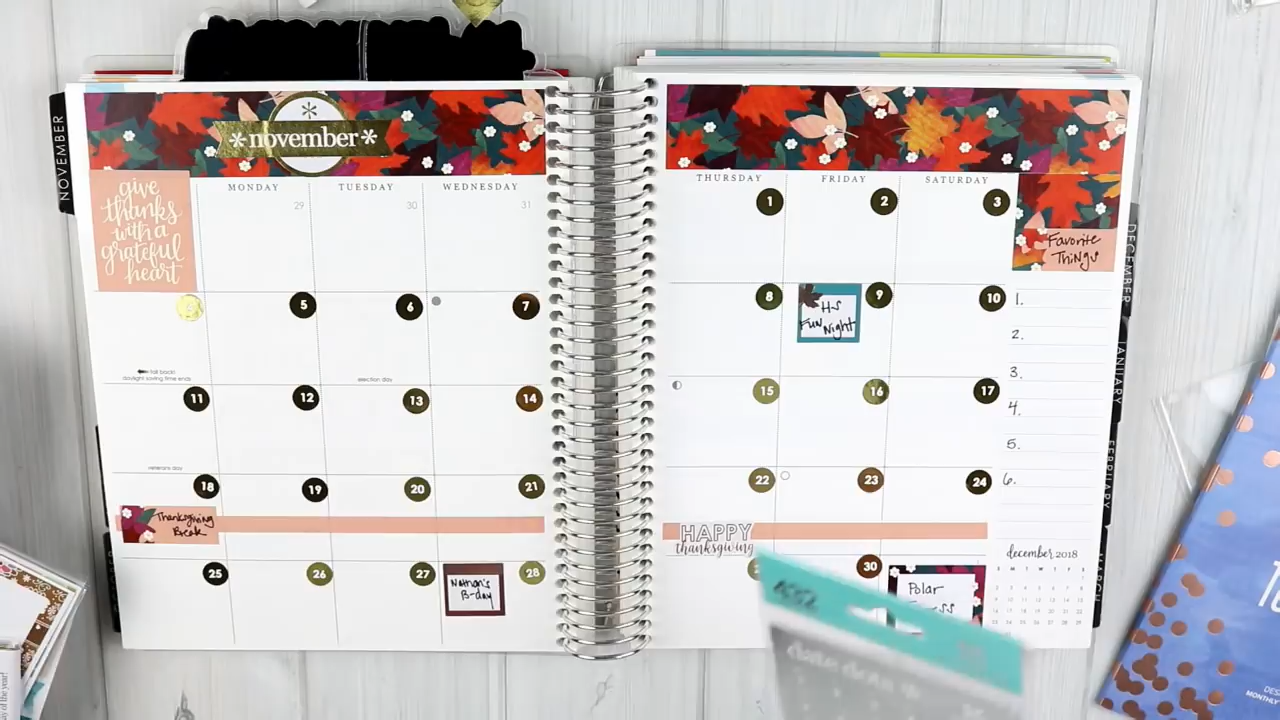 NOVEMBER
*november*
give
thanks
with a
grateful
heart
MONDAY
TUESDAY
WEDNESDAY
29
30
31
5
6
7
fall back!
daylight saving time ends
election day
11
12
13
14
veterans day
18
19
20
21
Thanksgiving
Break
25
26
27
28
Nathan's
B-day
THURSDAY
FRIDAY
SATURDAY
1
2
3
Favorite
Things
8
HS
Fun Night
9
10
1.
2.
3.
15
16
17
4.
5.
22
23
24
6.
HAPPY
thanksgiving
30
Polar
december 2018
S M T W T F S
DECEMBER
JANUARY
FEBRUARY
MARCH
MONTHLY